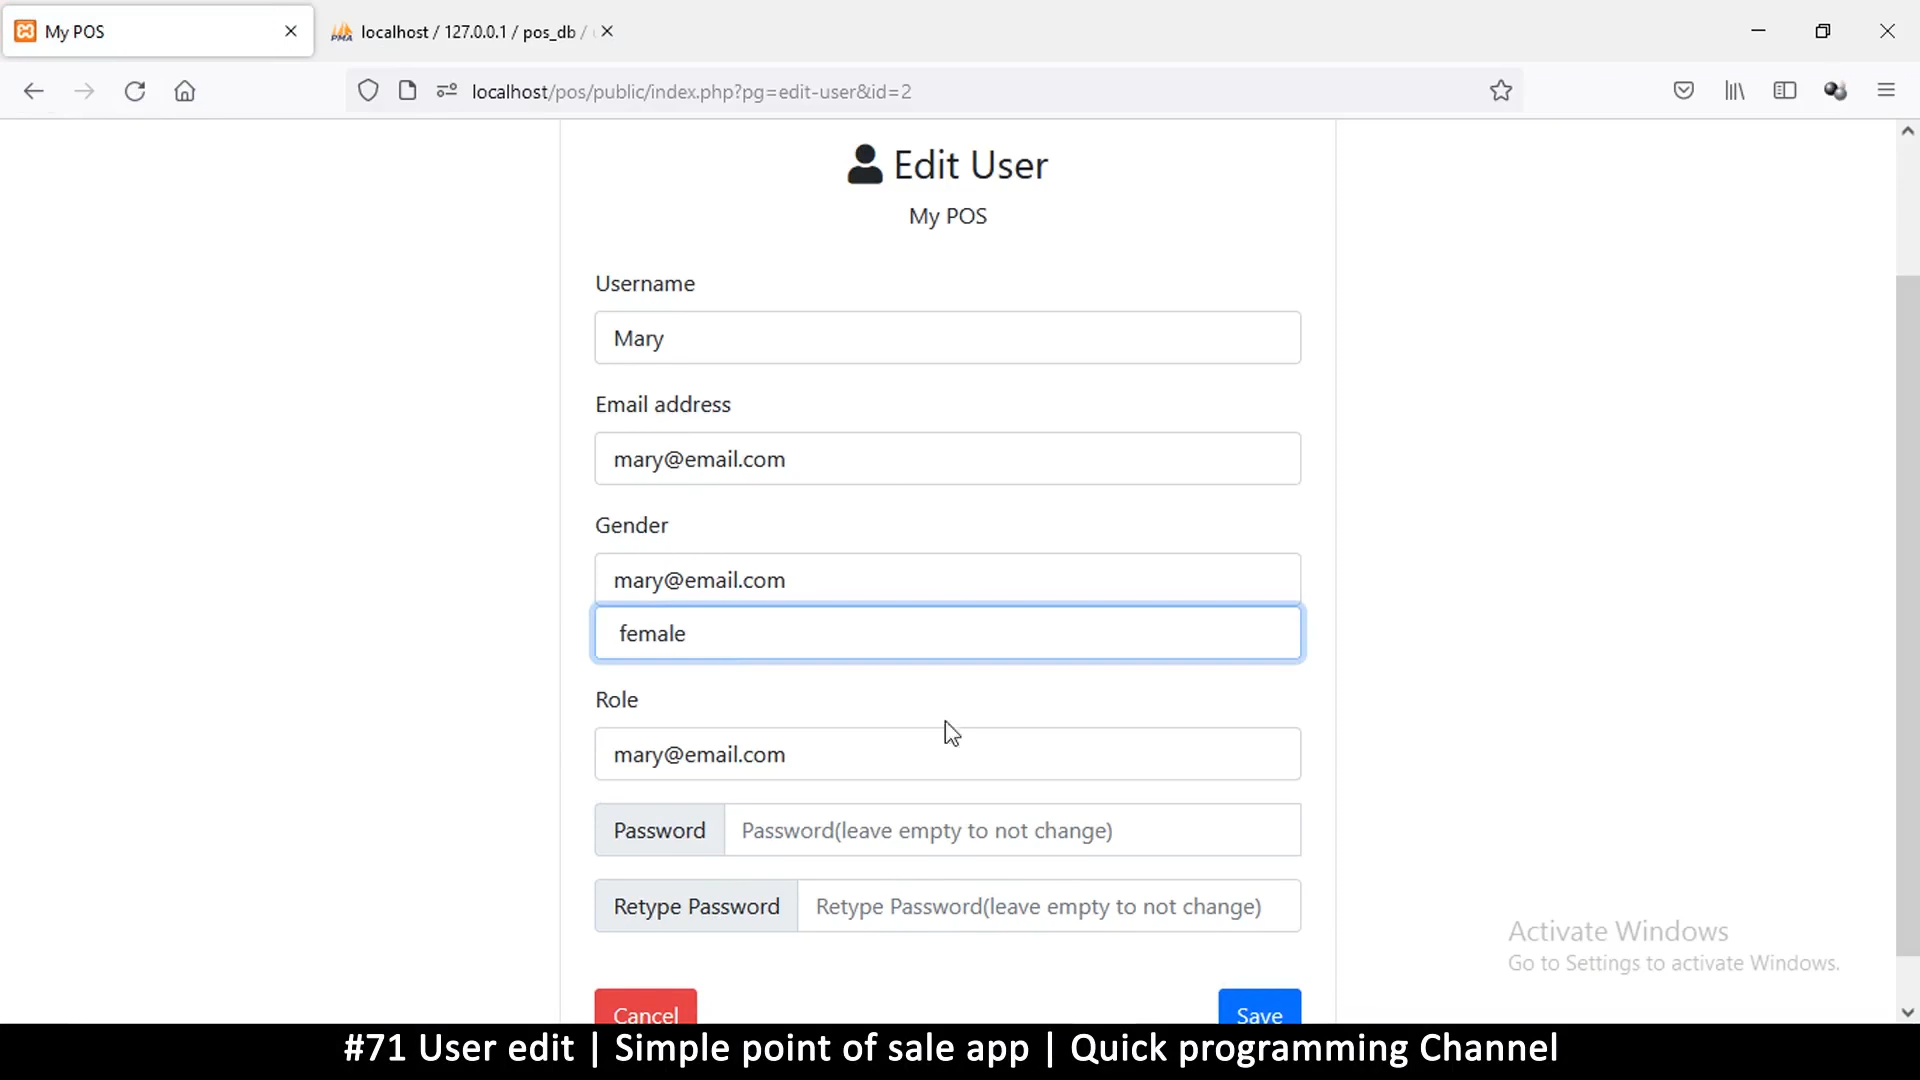 My POS
PMA localhost / 127.0.0.1 / pos_db /
localhost/pos/public/index.php?pg=edit-user&id=2
Edit User
My POS
Username
Mary
Email address
mary@email.com
Gender
mary@email.com
female
Role
mary@email.com
Password Password(leave empty to not change)
Retype Password Retype Password(leave empty to not change)
Activate Windows
Go to Settings to activate Windows.
Cancel Save
#71 User edit | Simple point of sale app | Quick programming Channel